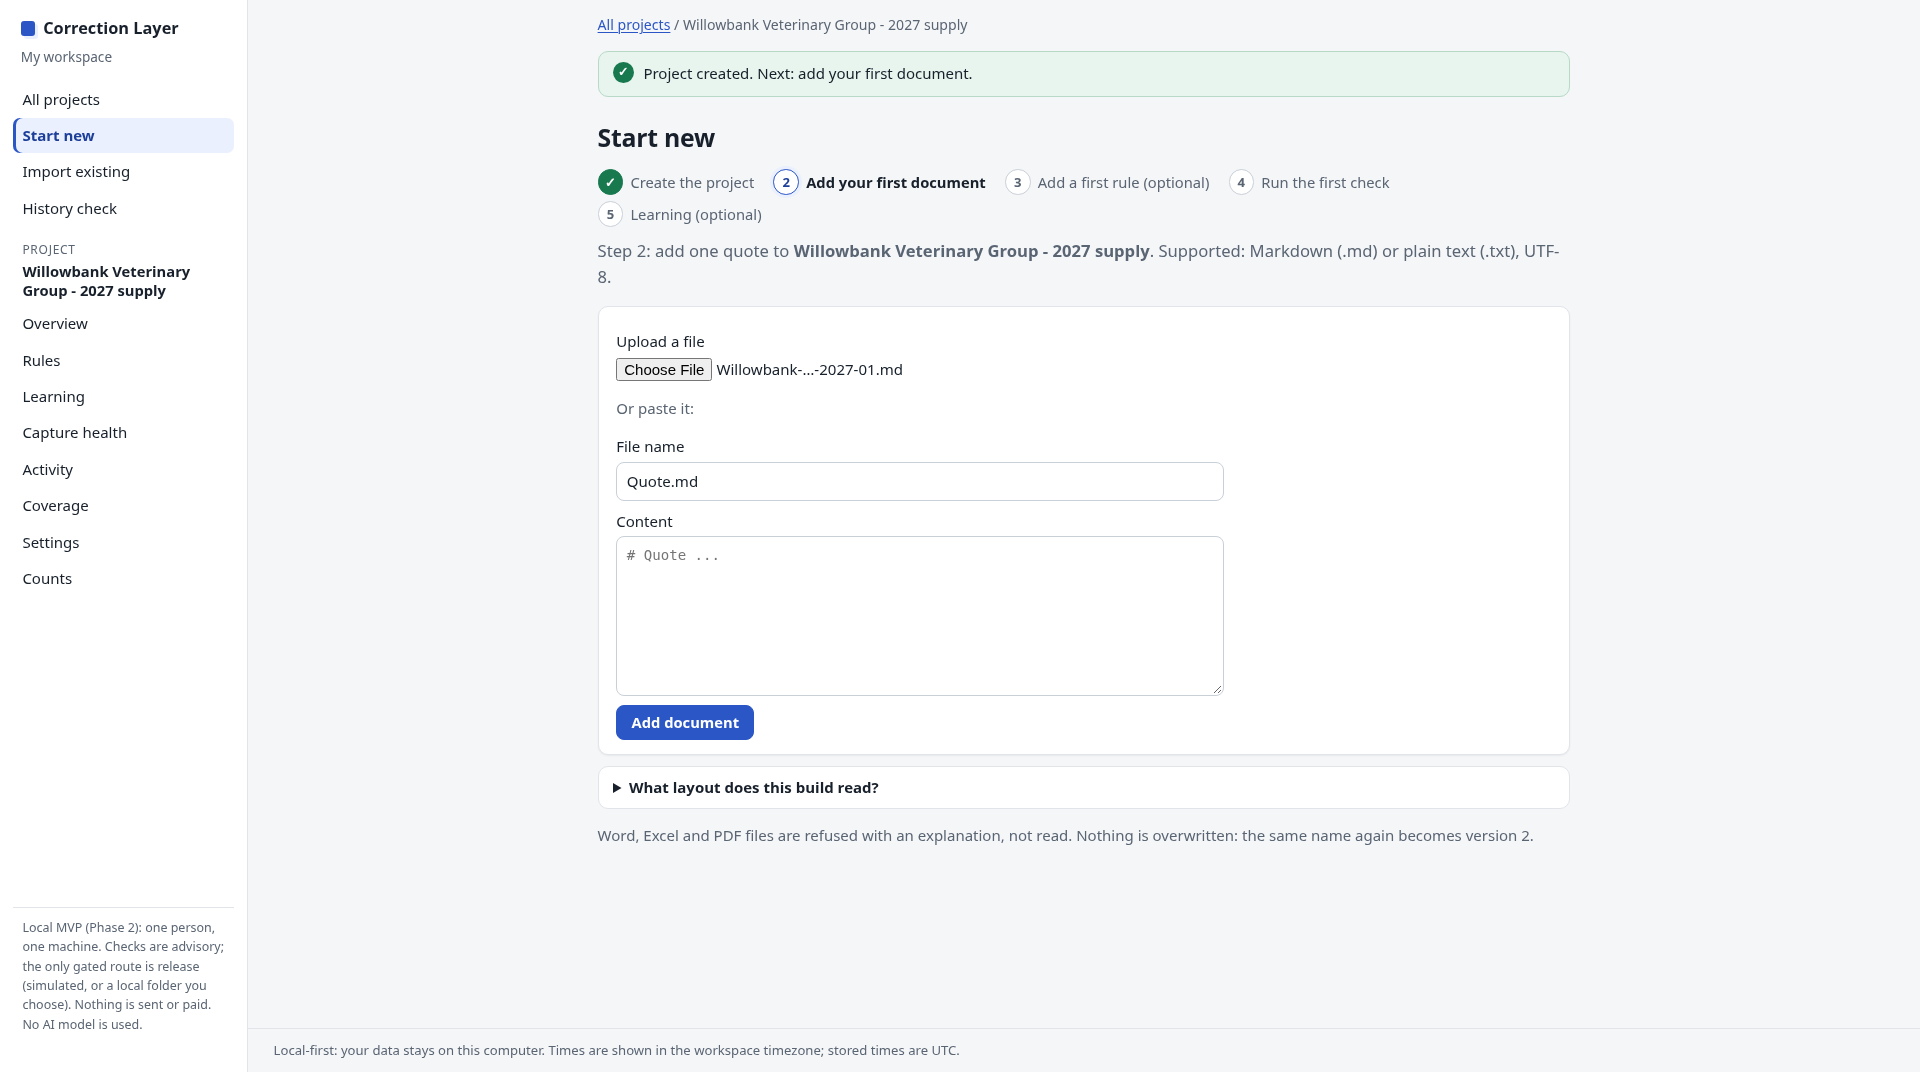 Correction Layer
My workspace
All projects
Start new
Import existing
History check
PROJECT
Willowbank Veterinary
Group - 2027 supply
Overview
Rules
Learning
Capture health
Activity
Coverage
Settings
Counts
Local MVP (Phase 2): one person,
one machine. Checks are advisory;
the only gated route is release
(simulated, or a local folder you
choose). Nothing is sent or paid.
No AI model is used.
All projects / Willowbank Veterinary Group - 2027 supply
✓ Project created. Next: add your first document.
Start new
✓ Create the project 2 Add your first document 3 Add a first rule (optional) 4 Run the first check
5 Learning (optional)
Step 2: add one quote to Willowbank Veterinary Group - 2027 supply. Supported: Markdown (.md) or plain text (.txt), UTF-
8.
Upload a file
Choose File Willowbank-...-2027-01.md
Or paste it:
File name
Quote.md
Content
# Quote ...
Add document
▶ What layout does this build read?
Word, Excel and PDF files are refused with an explanation, not read. Nothing is overwritten: the same name again becomes version 2.
Local-first: your data stays on this computer. Times are shown in the workspace timezone; stored times are UTC.